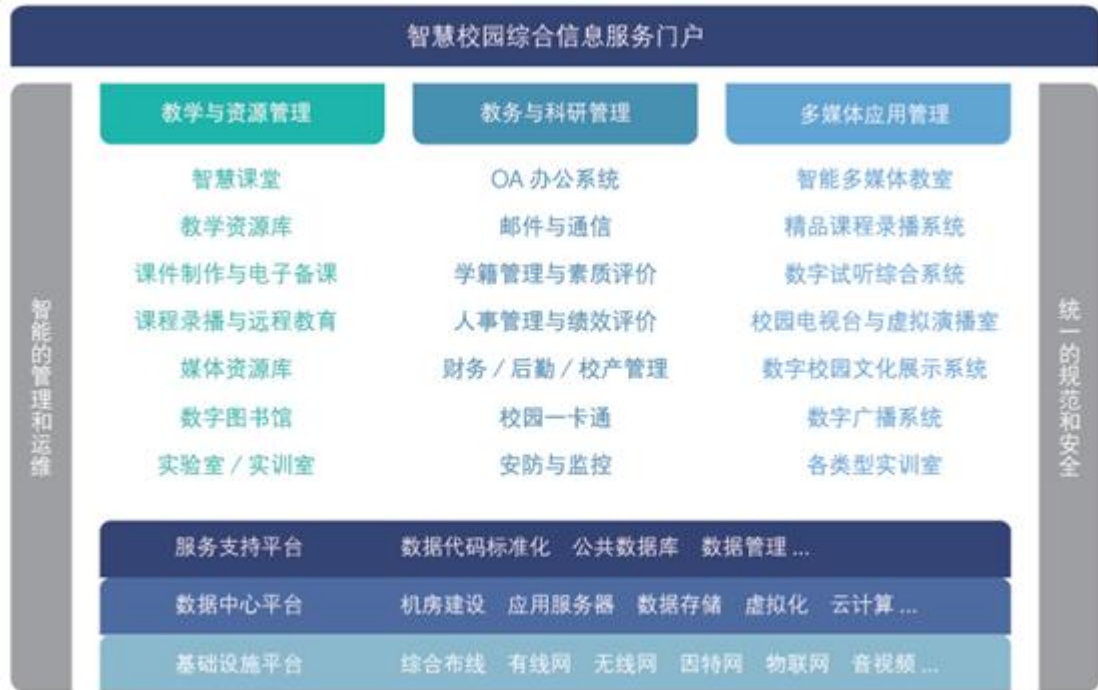 智慧校园综合信息服务门户
智能的管理和运维
教学与资源管理
智慧课堂
教学资源库
课件制作与电子备课
课程录播与远程教育
媒体资源库
数字图书馆
实验室 / 实训室
教务与科研管理
OA 办公系统
邮件与通信
学籍管理与素质评价
人事管理与绩效评价
财务 / 后勤 / 校产管理
校园一卡通
安防与监控
多媒体应用管理
智能多媒体教室
精品课程录播系统
数字试听综合系统
校园电视台与虚拟演播室
数字校园文化展示系统
数字广播系统
各类型实训室
统一的规范和安全
服务支持平台 数据代码标准化 公共数据库 数据管理 ...
数据中心平台 机房建设 应用服务器 数据存储 虚拟化 云计算 ...
基础设施平台 综合布线 有线网 无线网 因特网 物联网 音视频 ...